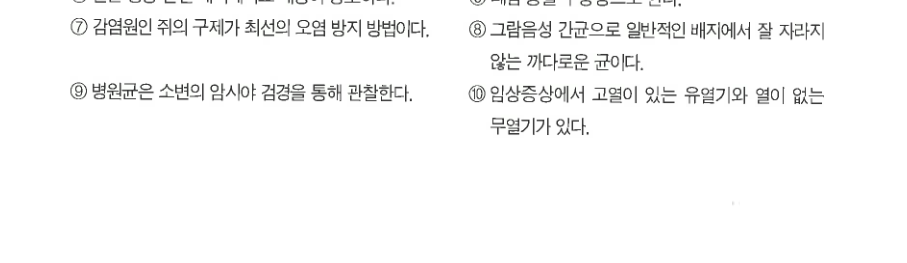 ⑦ 감염원인 쥐의 구제가 최선의 오염 방지 방법이다.
⑨ 병원균은 소변의 암시야 검경을 통해 관찰한다.
⑧ 그람음성 간균으로 일반적인 배지에서 잘 자라지
않는 까다로운 균이다.
⑩ 임상증상에서 고열이 있는 유열기와 열이 없는
무열기가 있다.